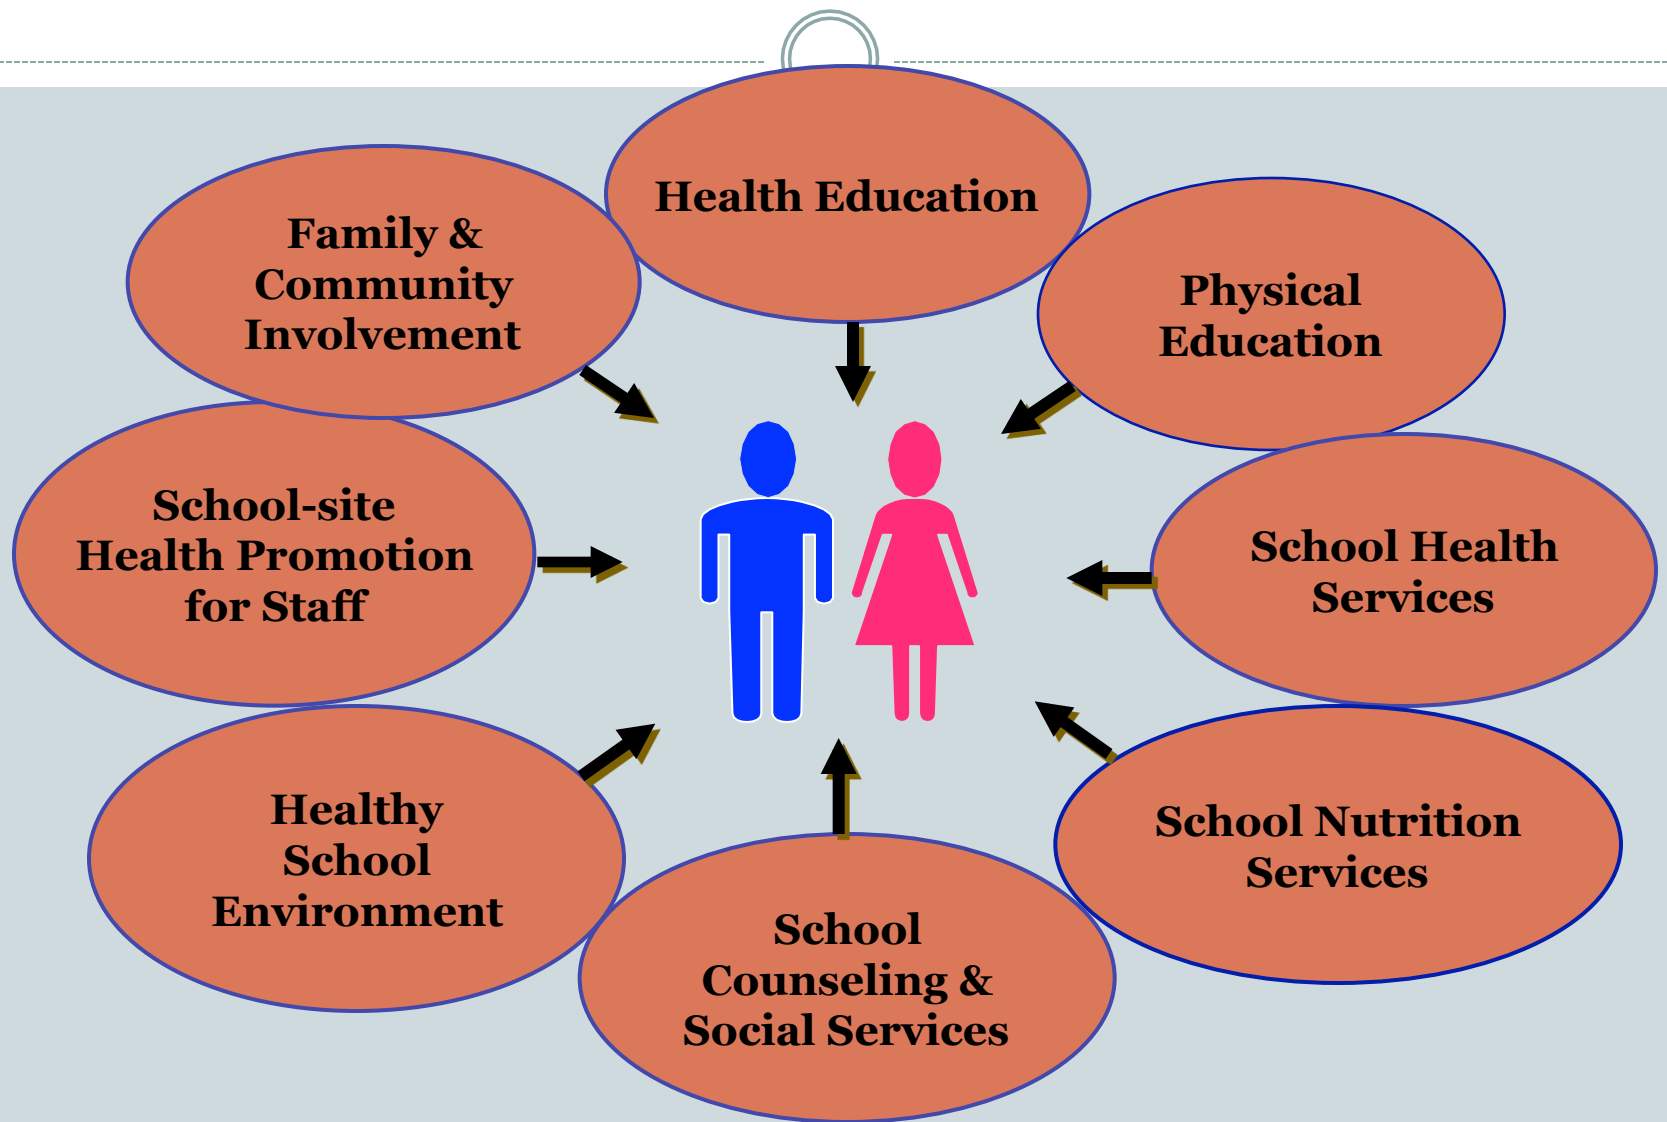 Health Education
Physical
Education
School Health
Services
School Nutrition
Services
School
Counseling &
Social Services
Healthy
School
Environment
School-site
Health Promotion
for Staff
Family &
Community
Involvement